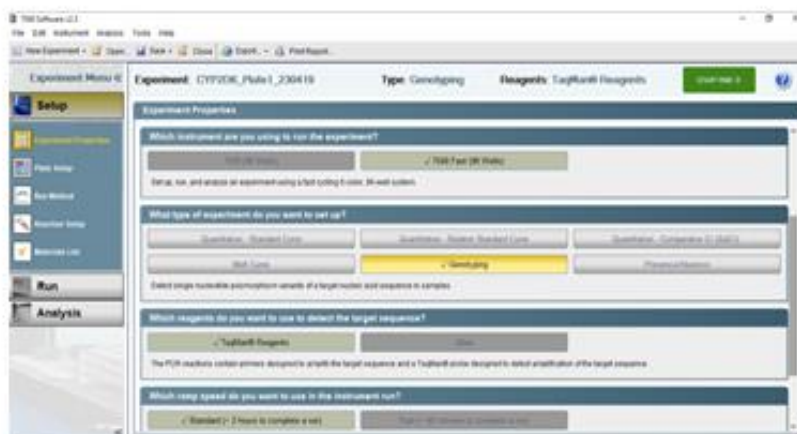 7500 Software v2.3
File Edit Instrument Analysis Tools Help
New Experiment Open... Save Close Export... Print Report...
Experiment Menu «
Experiment: Type: Genotyping Reagents: TaqMan® Reagents
Setup
Experiment Properties
Experiment Properties
Plate Setup
Run Method
Reaction Setup
Materials List
Run
Analysis
Which instrument are you using to run the experiment?
7500 (96 Wells)
✓ 7500 Fast (96 Wells)
Set up, run, and analyze an experiment using a fast cycling 5-color, 96-well system.
What type of experiment do you want to set up?
Quantitation - Standard Curve
Quantitation - Relative Standard Curve
Quantitation - Comparative
Melt Curve
✓ Genotyping
Presence/Absence
Detect single nucleotide polymorphism variants of a target nucleic acid sequence in samples.
Which reagents do you want to use to detect the target sequence?
✓ TaqMan® Reagents
Other
The PCR reactions contain primers designed to amplify the target sequence and a TaqMan® probe designed to detect amplification of the target sequence.
Which ramp speed do you want to use in the instrument run?
✓ Standard (~ 2 hours to complete a run)